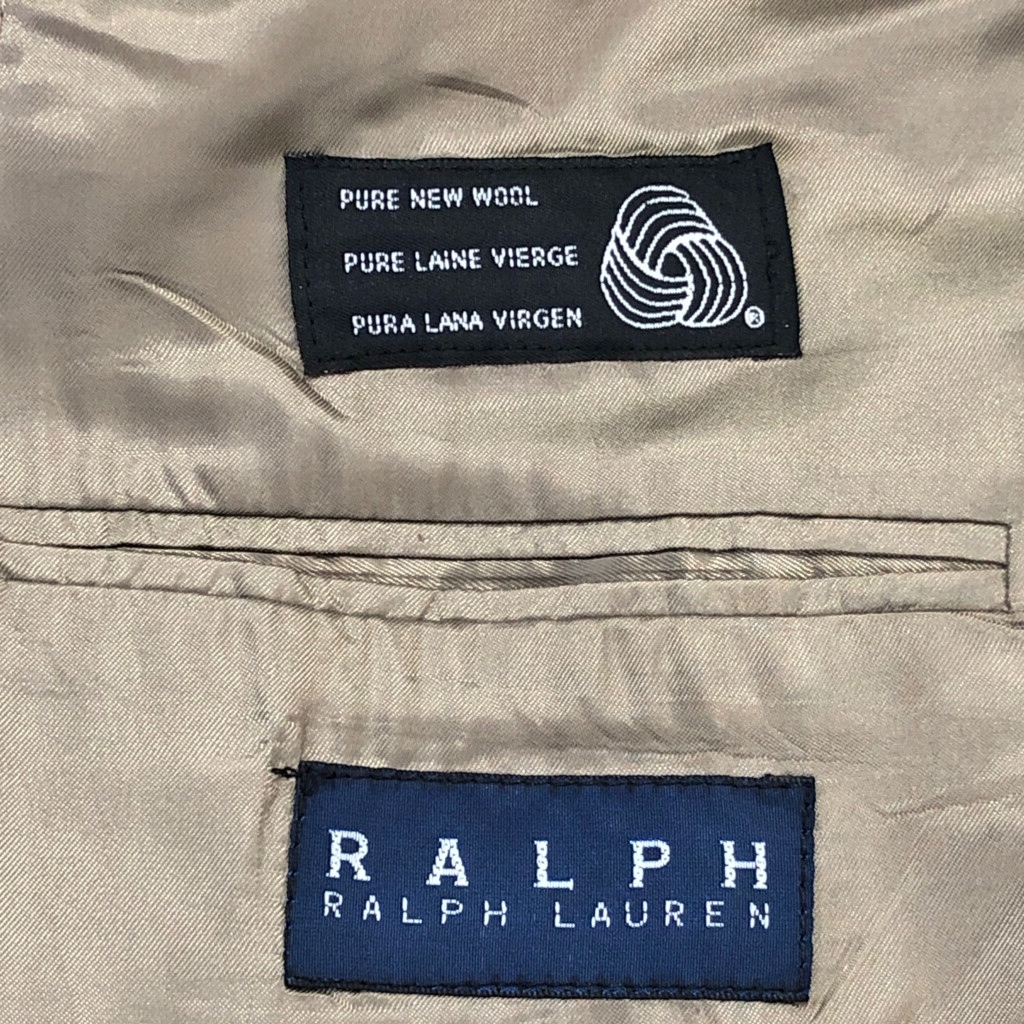 PURE NEW WOOL
PURE LAINE VIERGE
PURA LANA VIRGEN
®
RALPH
RALPH LAUREN